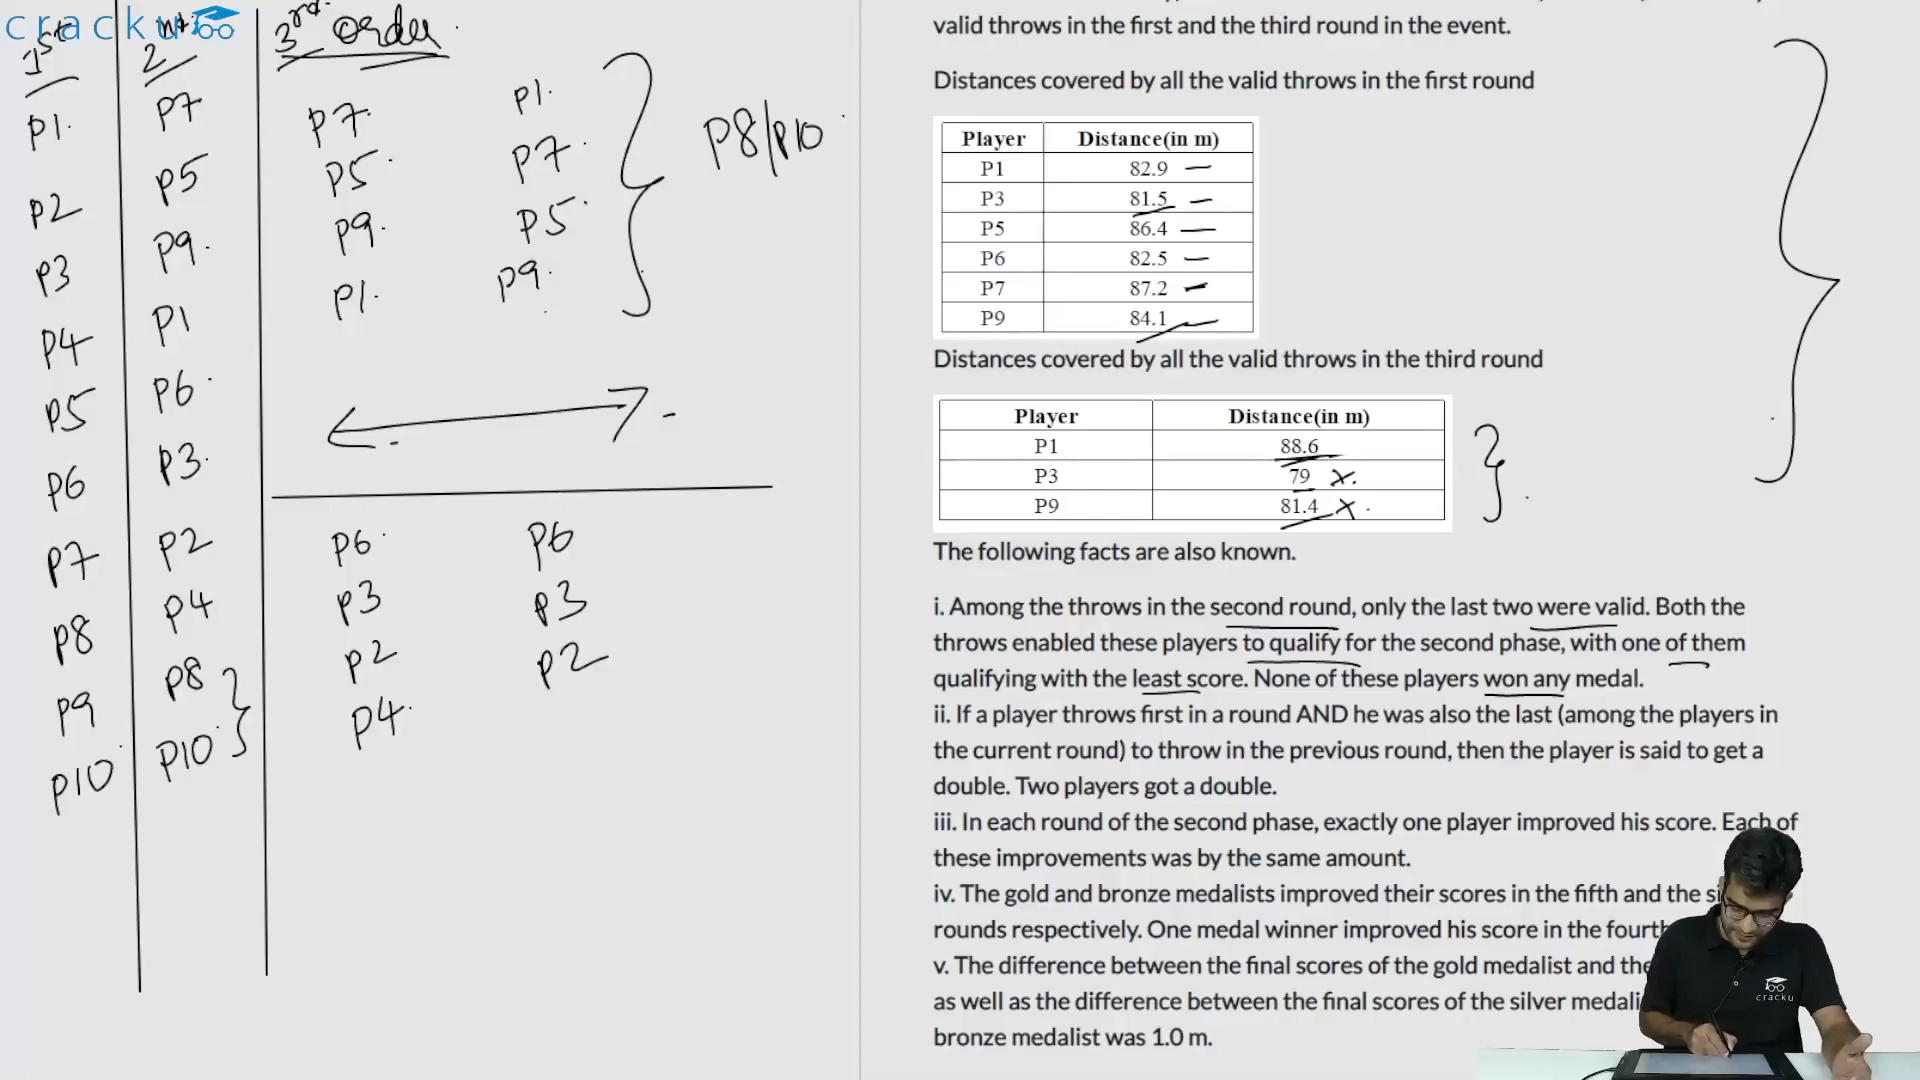 cracku
1st 2nd 3rd order
P1. P7 P7. P1.
P2 P5 P5. P7.
P3 P9. P9. P5.
P4 P1 P1. P9.
P8/P10
P5 P6.
P6 P3.
P7 P2 P6. P6
P8 P4 P3 P3
P9 P8 P2 P2
P10 P10 P4.
valid throws in the first and the third round in the event.
Distances covered by all the valid throws in the first round
Player Distance(in m)
P1 82.9
P3 81.5
P5 86.4
P6 82.5
P7 87.2
P9 84.1
Distances covered by all the valid throws in the third round
Player Distance(in m)
P1 88.6
P3 79 x.
P9 81.4 x.
The following facts are also known.
i. Among the throws in the second round, only the last two were valid. Both the
throws enabled these players to qualify for the second phase, with one of them
qualifying with the least score. None of these players won any medal.
ii. If a player throws first in a round AND he was also the last (among the players in
the current round) to throw in the previous round, then the player is said to get a
double. Two players got a double.
iii. In each round of the second phase, exactly one player improved his score. Each of
these improvements was by the same amount.
iv. The gold and bronze medalists improved their scores in the fifth and the
rounds respectively. One medal winner improved his score in the
v. The difference between the final scores of the gold medalist and
as well as the difference between the final scores of the silver
bronze medalist was 1.0 m.
cracku